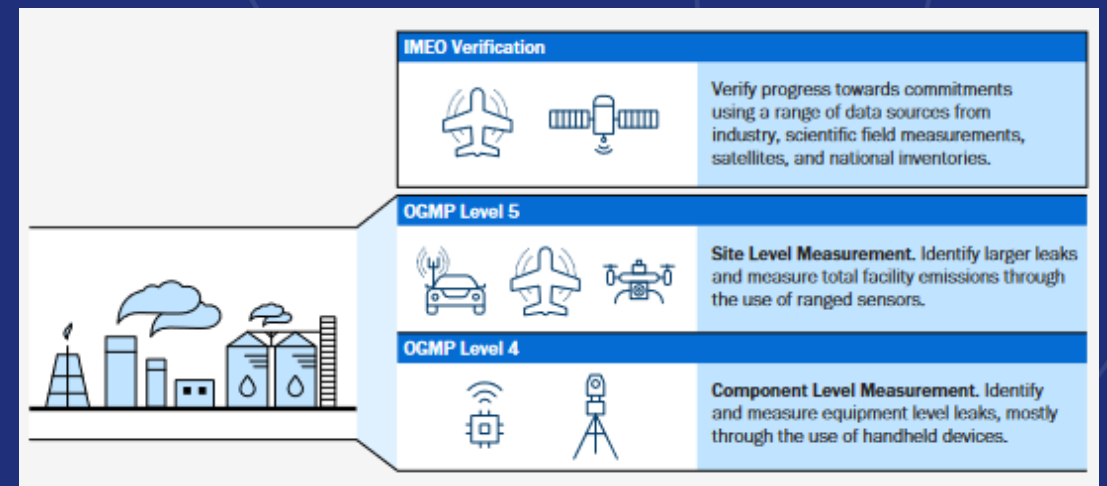 IMEO Verification
Verify progress towards commitments
using a range of data sources from
industry, scientific field measurements,
satellites, and national inventories.
OGMP Level 5
Site Level Measurement. Identify larger leaks
and measure total facility emissions through
the use of ranged sensors.
OGMP Level 4
Component Level Measurement. Identify
and measure equipment level leaks, mostly
through the use of handheld devices.